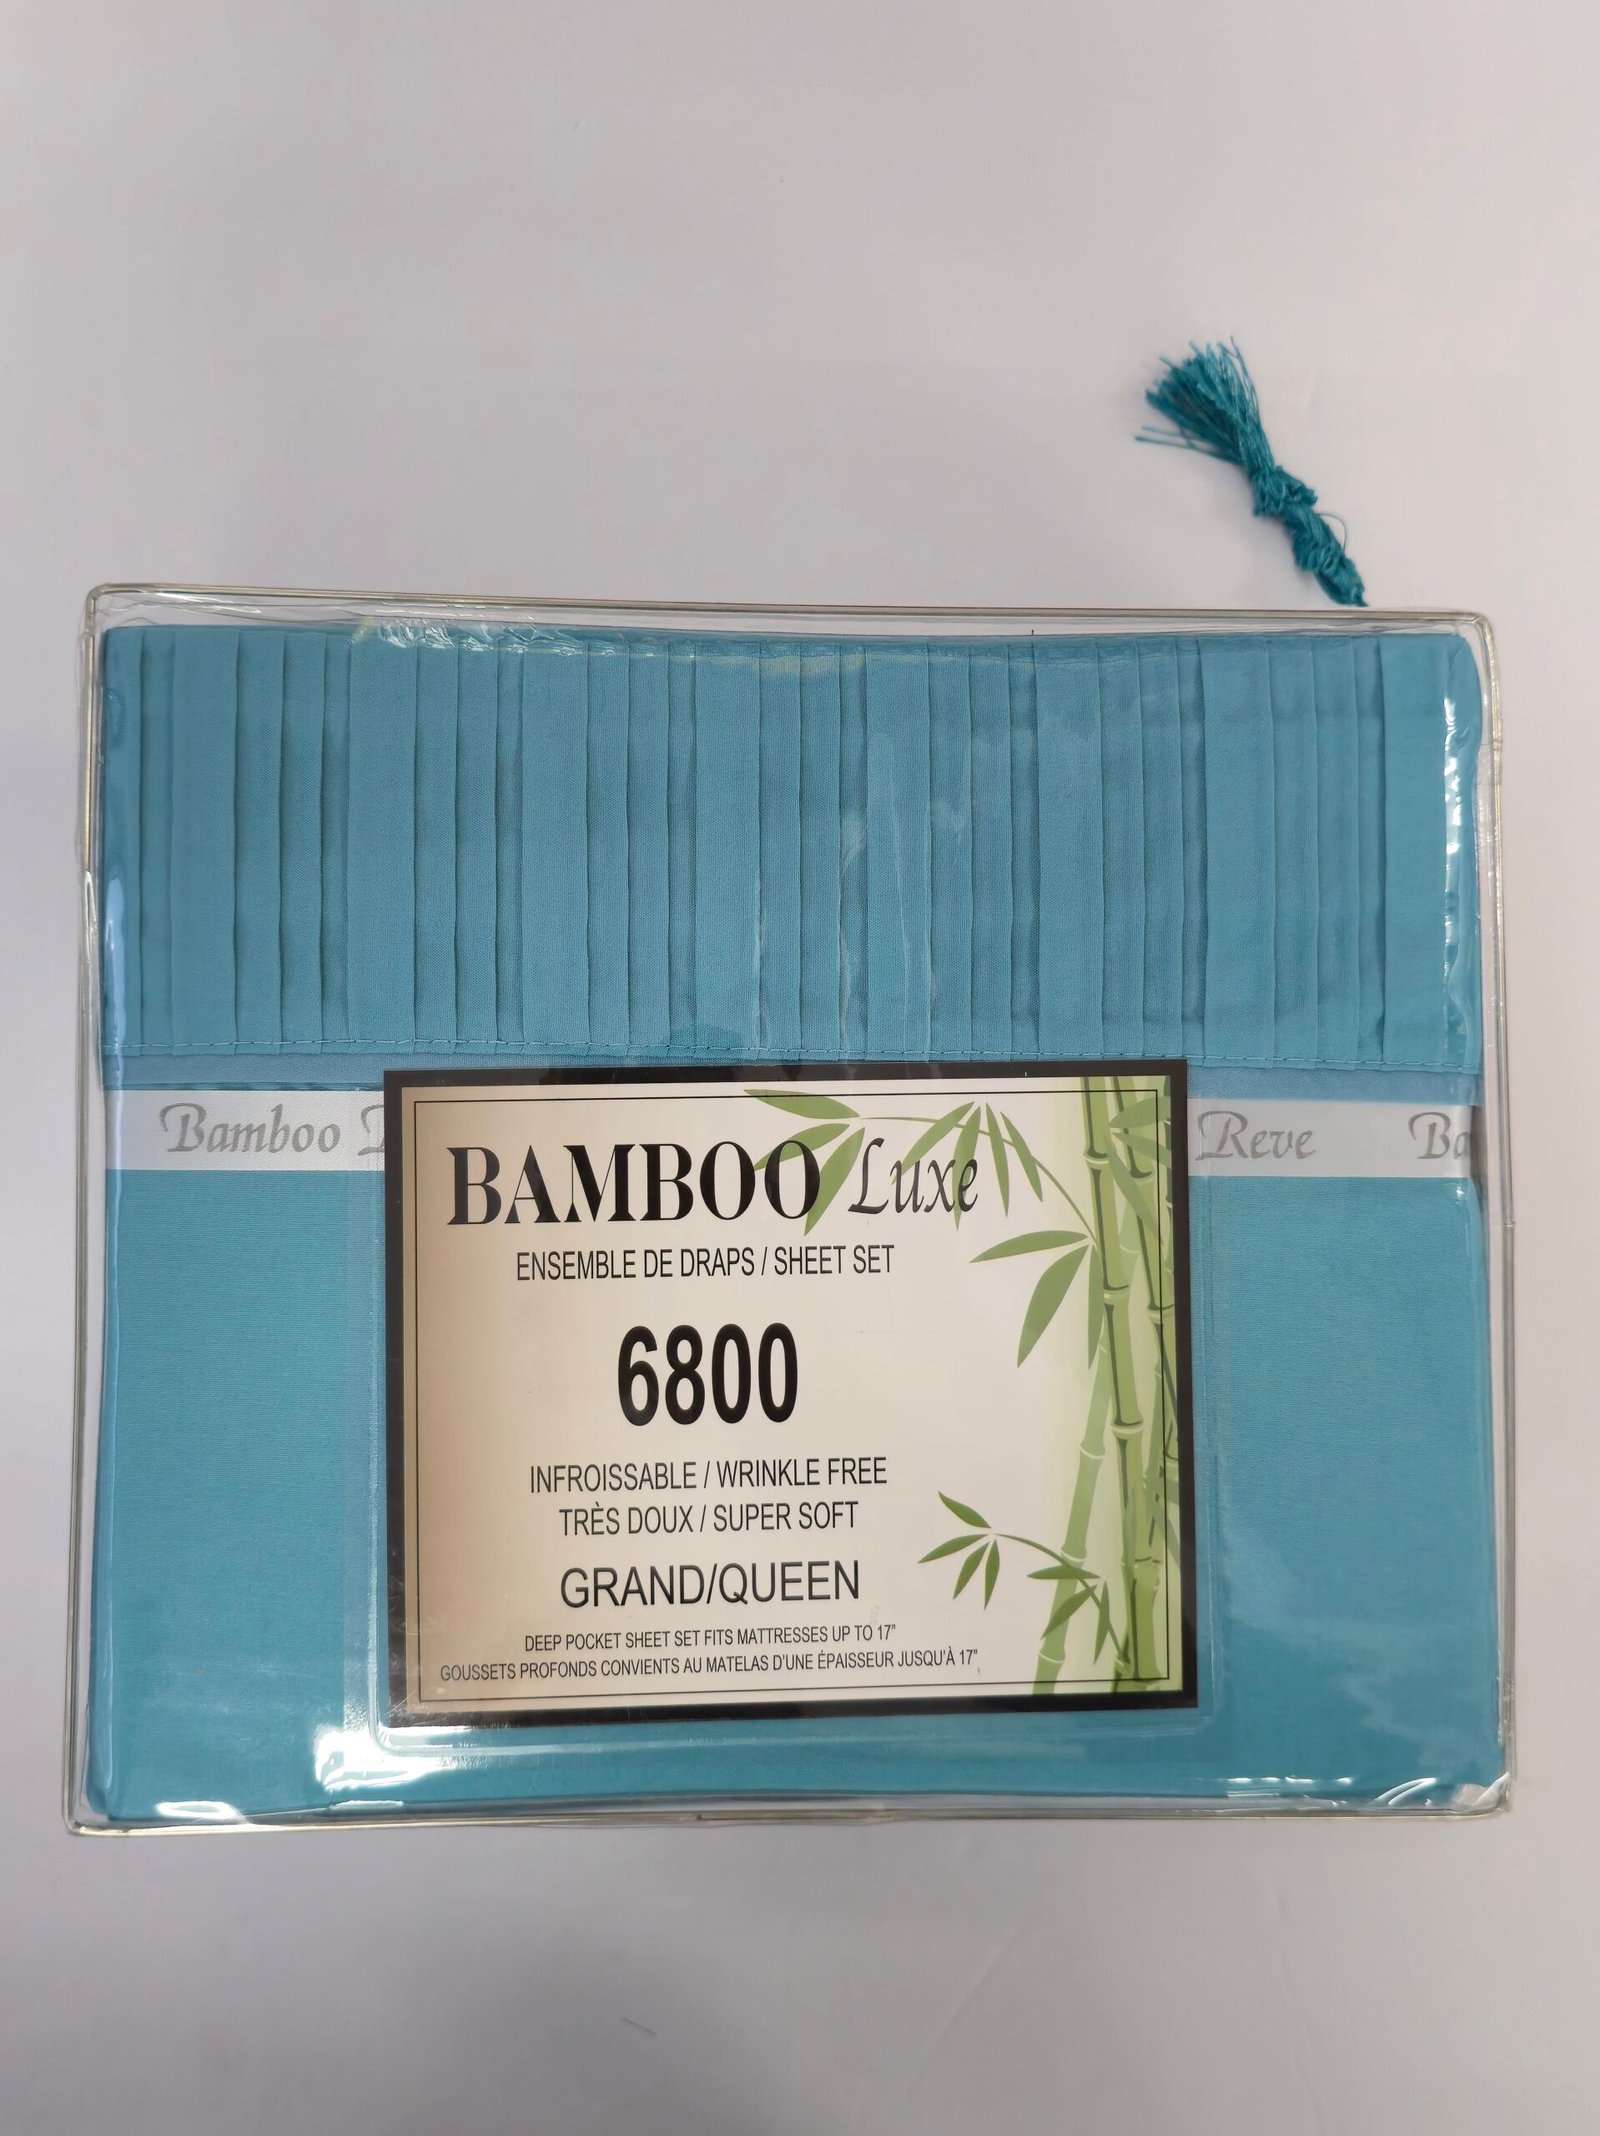 Bamboo
Reve
Ba
BAMBOO Luxe
ENSEMBLE DE DRAPS / SHEET SET
6800
INFROISSABLE / WRINKLE FREE
TRÈS DOUX / SUPER SOFT
GRAND/QUEEN
DEEP POCKET SHEET SET FITS MATTRESSES UP TO 17"
GOUSSETS PROFONDS CONVIENTS AU MATELAS D'UNE ÉPAISSEUR JUSQU'À 17"